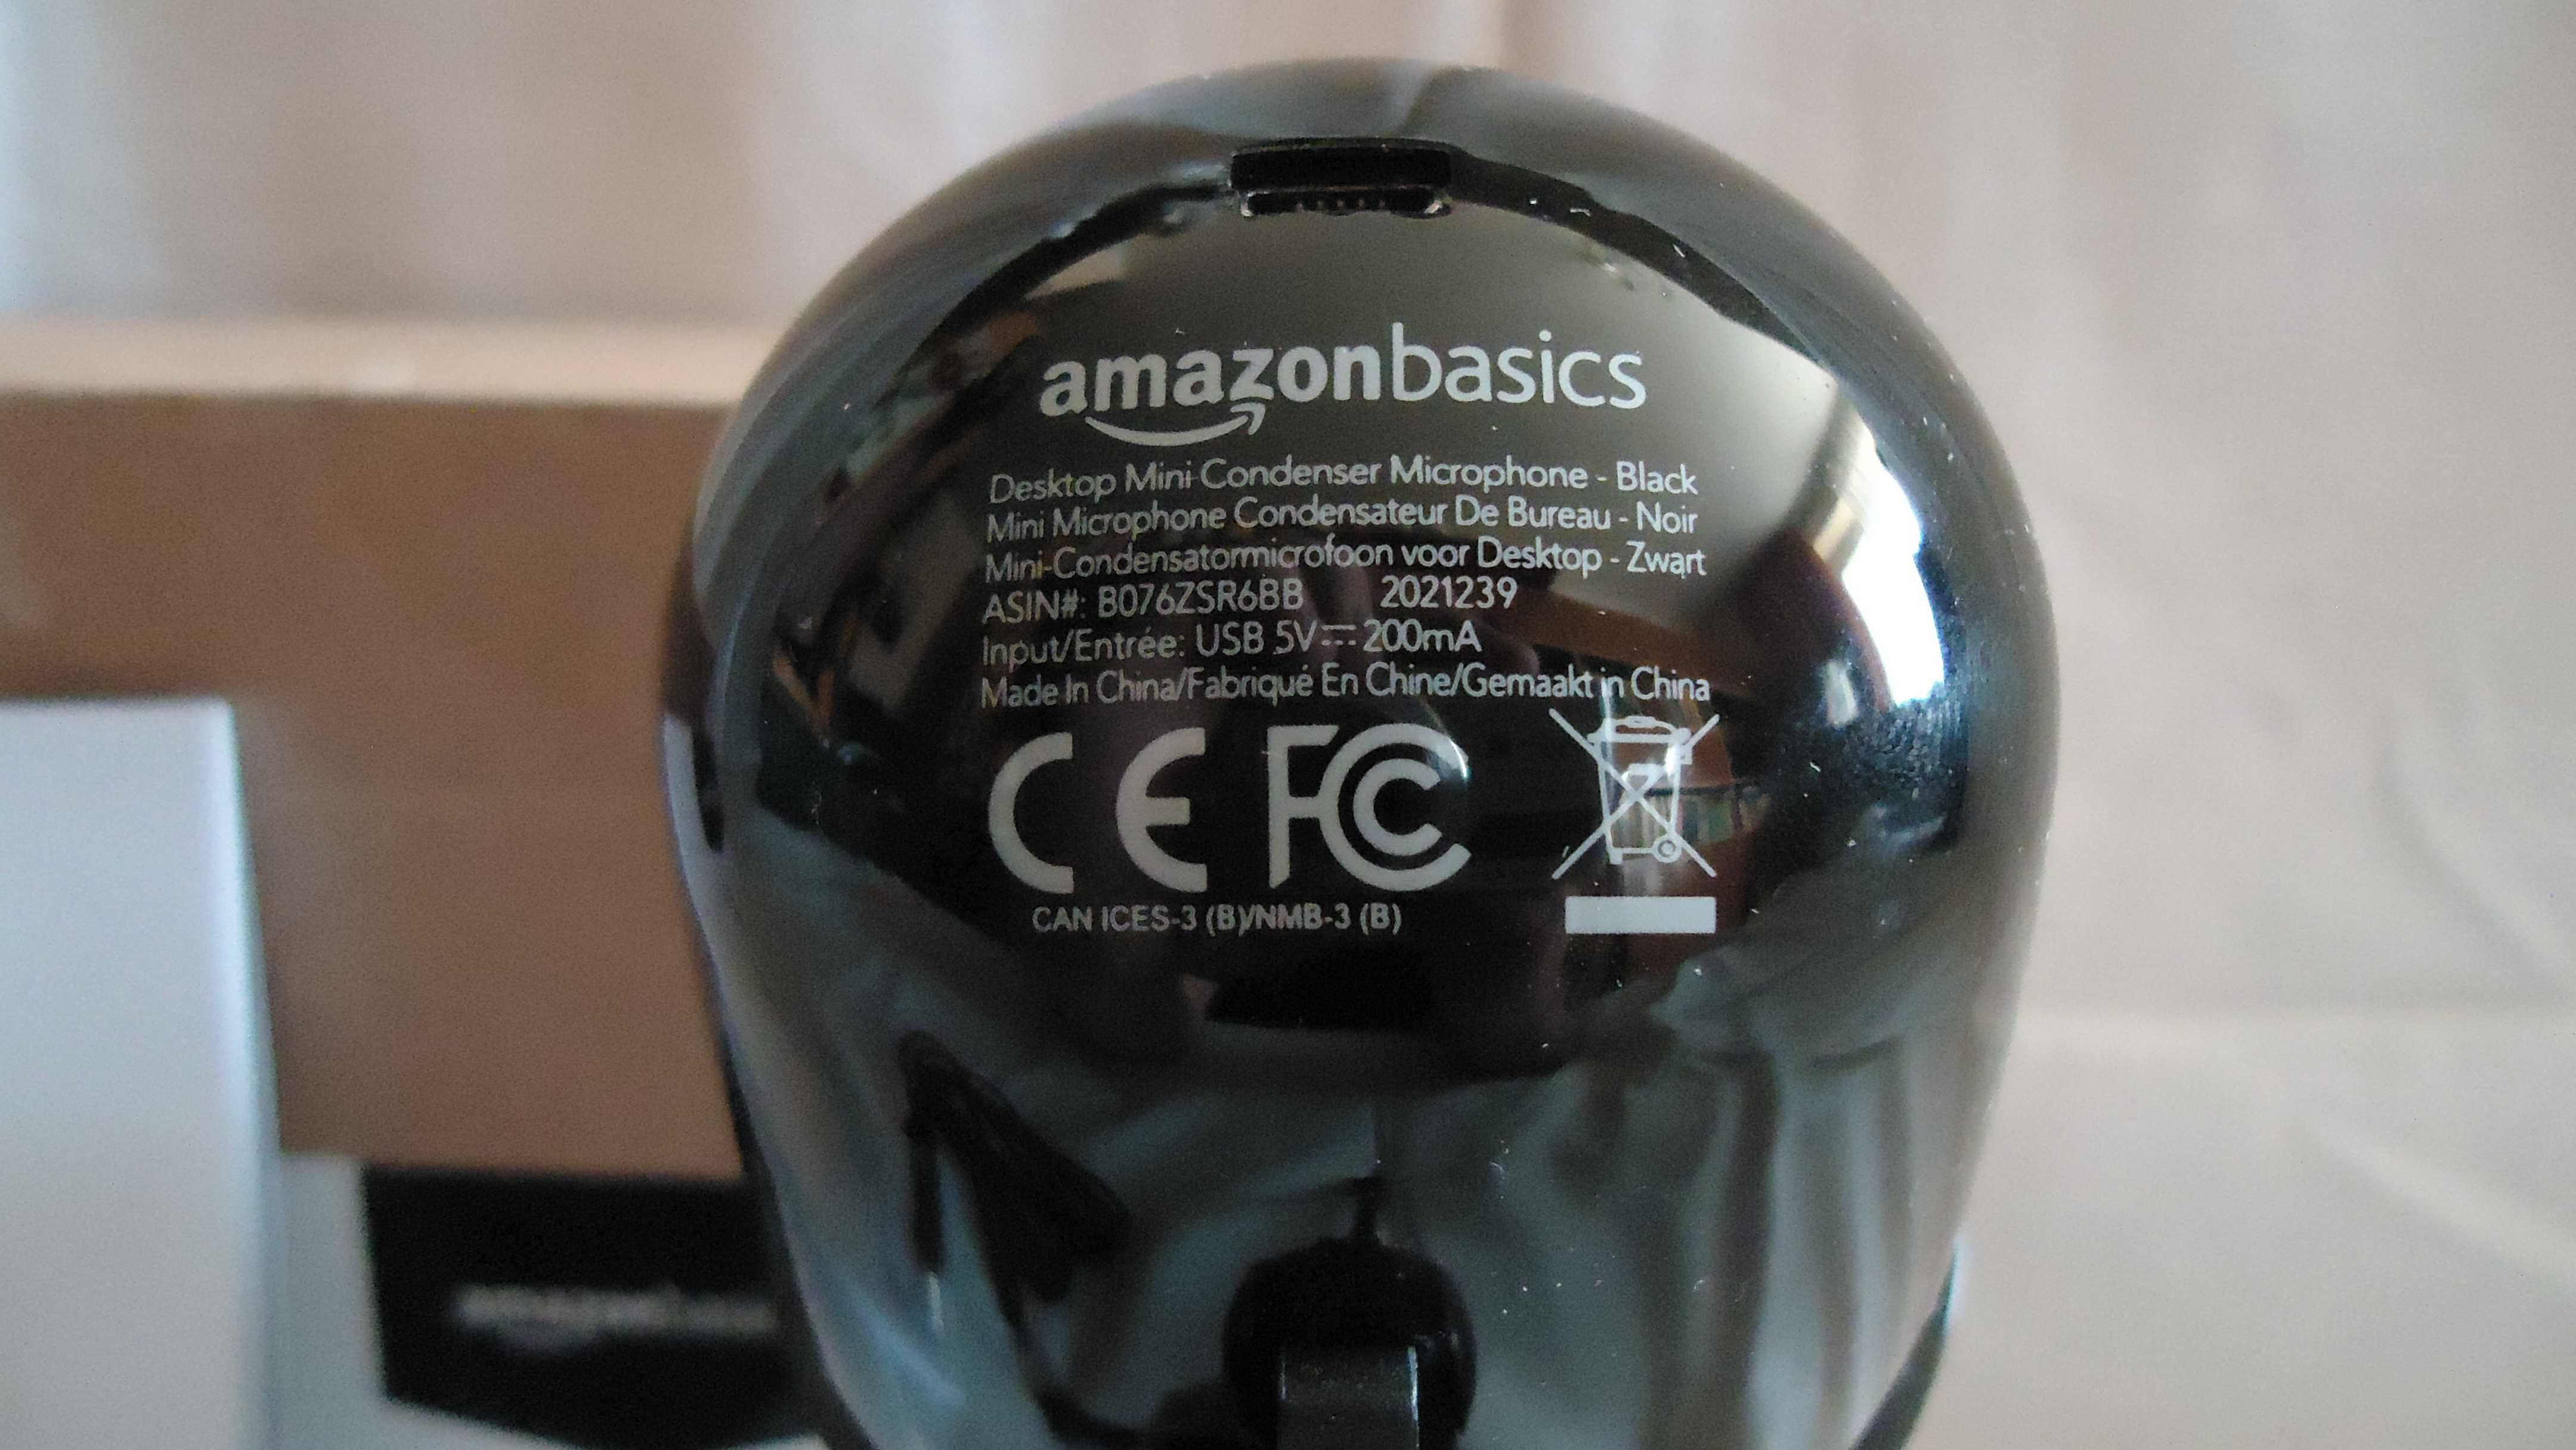 amazonbasics
Desktop Mini Condenser Microphone - Black
Mini Microphone Condensateur De Bureau - Noir
Mini-Condensatormicrofoon voor Desktop - Zwart
ASIN#: B076ZSR6BB 2021239
Input/Entrée: USB 5V⎓200mA
Made In China/Fabriqué En Chine/Gemaakt in China
CE FC
CAN ICES-3 (B)/NMB-3 (B)